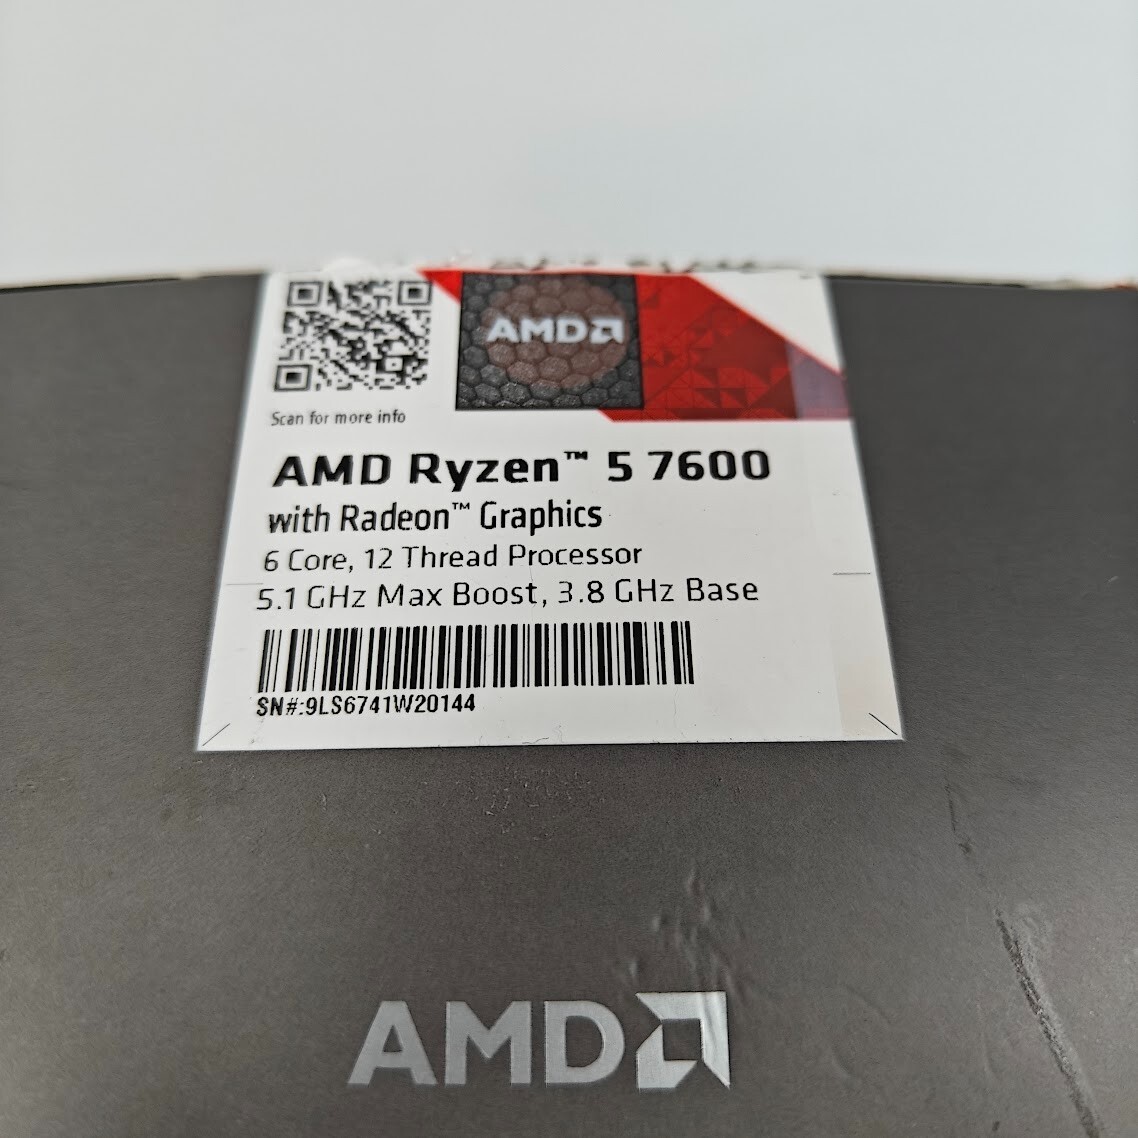 AMD
Scan for more info
AMD Ryzen™ 5 7600
with Radeon™ Graphics
6 Core, 12 Thread Processor
5.1 GHz Max Boost, 3.8 GHz Base
SN#:9LS6741W20144
AMD